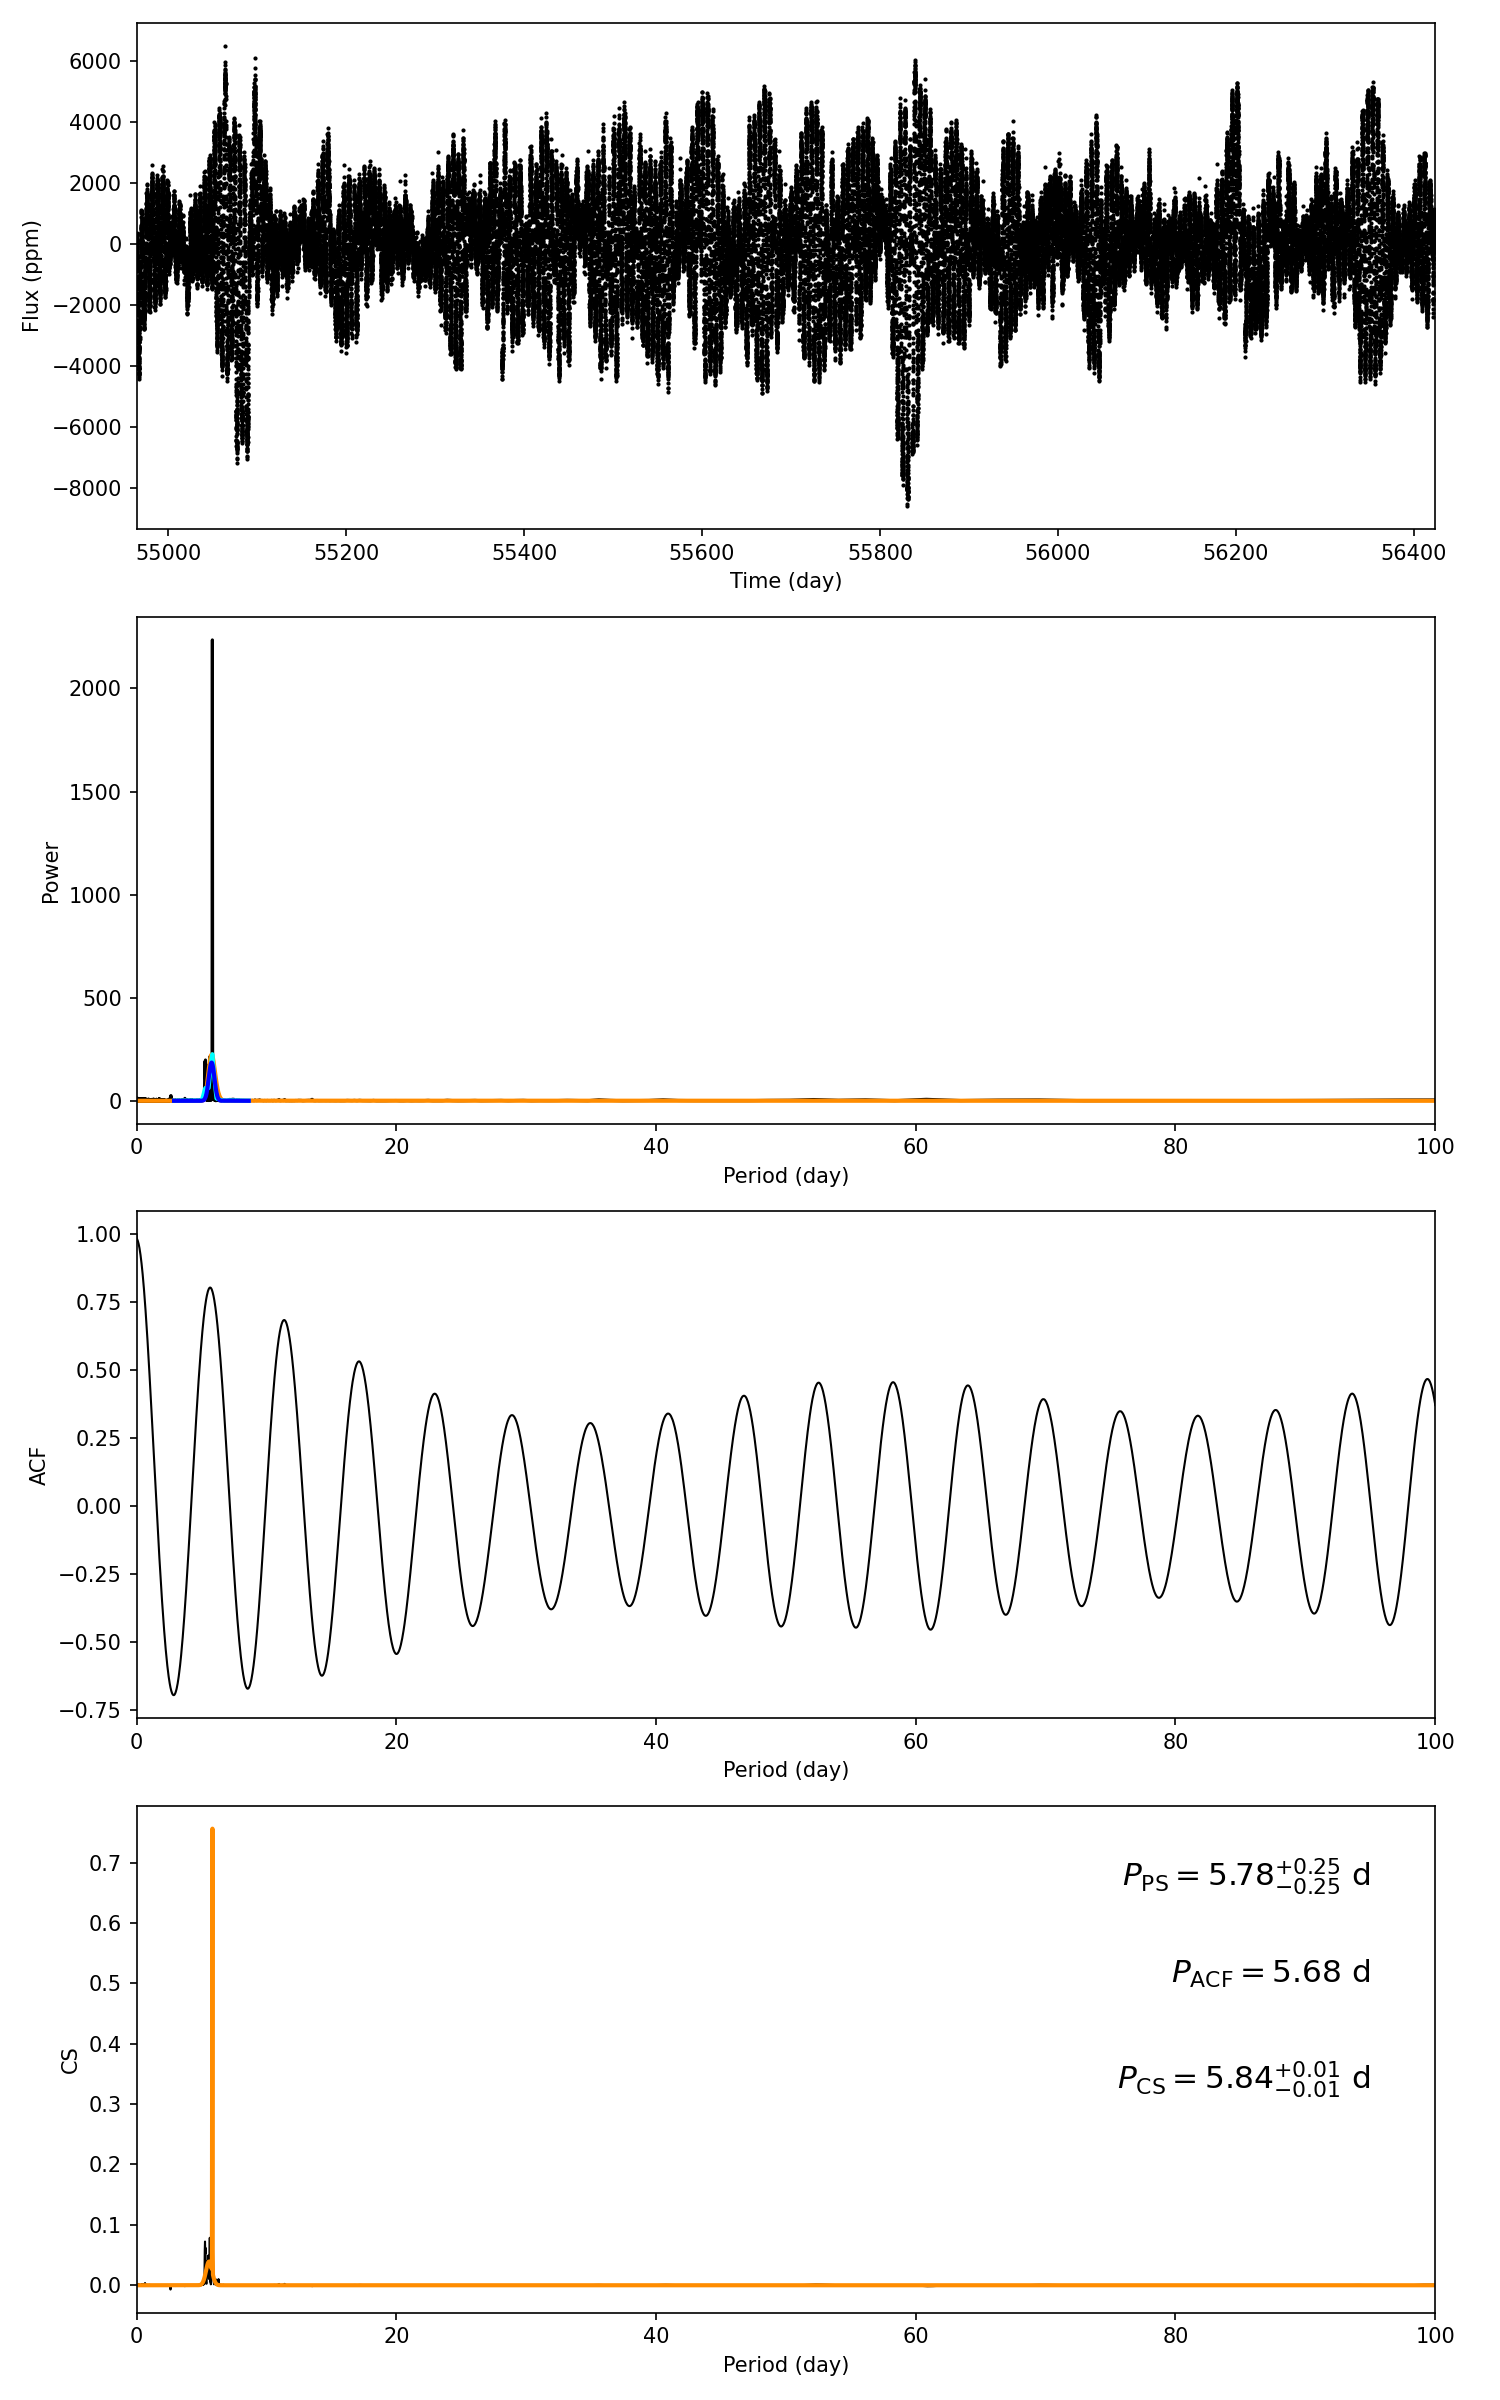 6000
4000
2000
0
−2000
−4000
−6000
−8000
Flux (ppm)
55000 55200 55400 55600 55800 56000 56200 56400
Time (day)
2000
1500
1000
500
0
Power
0 20 40 60 80 100
Period (day)
1.00
0.75
0.50
0.25
0.00
−0.25
−0.50
−0.75
ACF
0 20 40 60 80 100
Period (day)
0.7
0.6
0.5
0.4
0.3
0.2
0.1
0.0
CS
P_PS = 5.78^{+0.25}_{−0.25} d
P_ACF = 5.68 d
P_CS = 5.84^{+0.01}_{−0.01} d
0 20 40 60 80 100
Period (day)